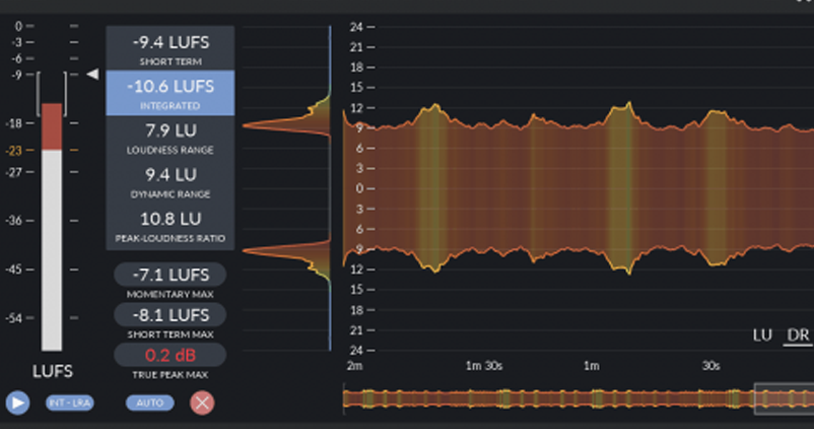 0
-3
-6
-9
-18
-23
-27
-36
-45
-54
LUFS
INT - LRA
-9.4 LUFS
SHORT TERM
-10.6 LUFS
INTEGRATED
7.9 LU
LOUDNESS RANGE
9.4 LU
DYNAMIC RANGE
10.8 LU
PEAK-LOUDNESS RATIO
-7.1 LUFS
MOMENTARY MAX
-8.1 LUFS
SHORT TERM MAX
0.2 dB
TRUE PEAK MAX
AUTO
24
21
18
15
12
9
6
3
0
3
6
9
12
15
18
21
24
LU DR
2m 1m 30s 1m 30s